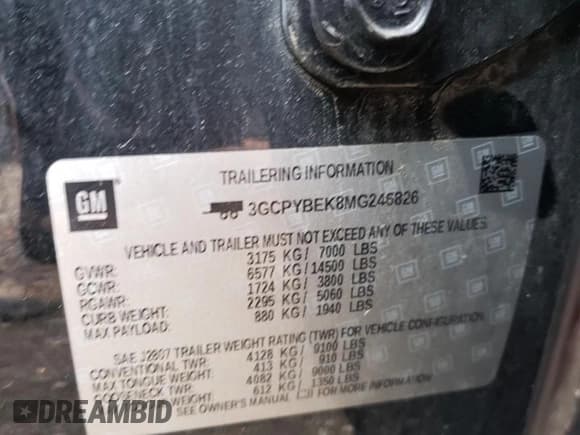 GM
TRAILERING INFORMATION
3GCPYBEK8MG246826
VEHICLE AND TRAILER MUST NOT EXCEED ANY OF THESE VALUES.
GVWR: 3175 KG/ 7000 LBS
GCWR: 6577 KG/14500 LBS
RGAWR: 1724 KG/ 3800 LBS
CURB WEIGHT: 2295 KG/ 5060 LBS
MAX PAYLOAD: 880 KG/ 1940 LBS
SAE J2807 TRAILER WEIGHT RATING (TWR) FOR VEHICLE CONFIGURATION.
CONVENTIONAL TWR: 4128 KG/ 9100 LBS
MAX TONGUE WEIGHT: 413 KG/ 910 LBS
GOOSENECK TWR: 4082 KG/ 9000 LBS
612 KG/ 1350 LBS
SEE OWNER'S MANUAL FOR MORE INFORMATION
DREAMBID